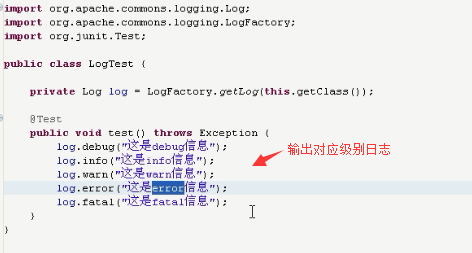 import org.apache.commons.logging.Log;
import org.apache.commons.logging.LogFactory;
import org.junit.Test;
public class LogTest {
private Log log = LogFactory.getLog(this.getClass());
@Test
public void test() throws Exception {
log.debug("这是debug信息");
log.info("这是info信息");
log.warn("这是warn信息");
log.error("这是error信息");
log.fatal("这是fatal信息");
}
}
输出对应级别日志